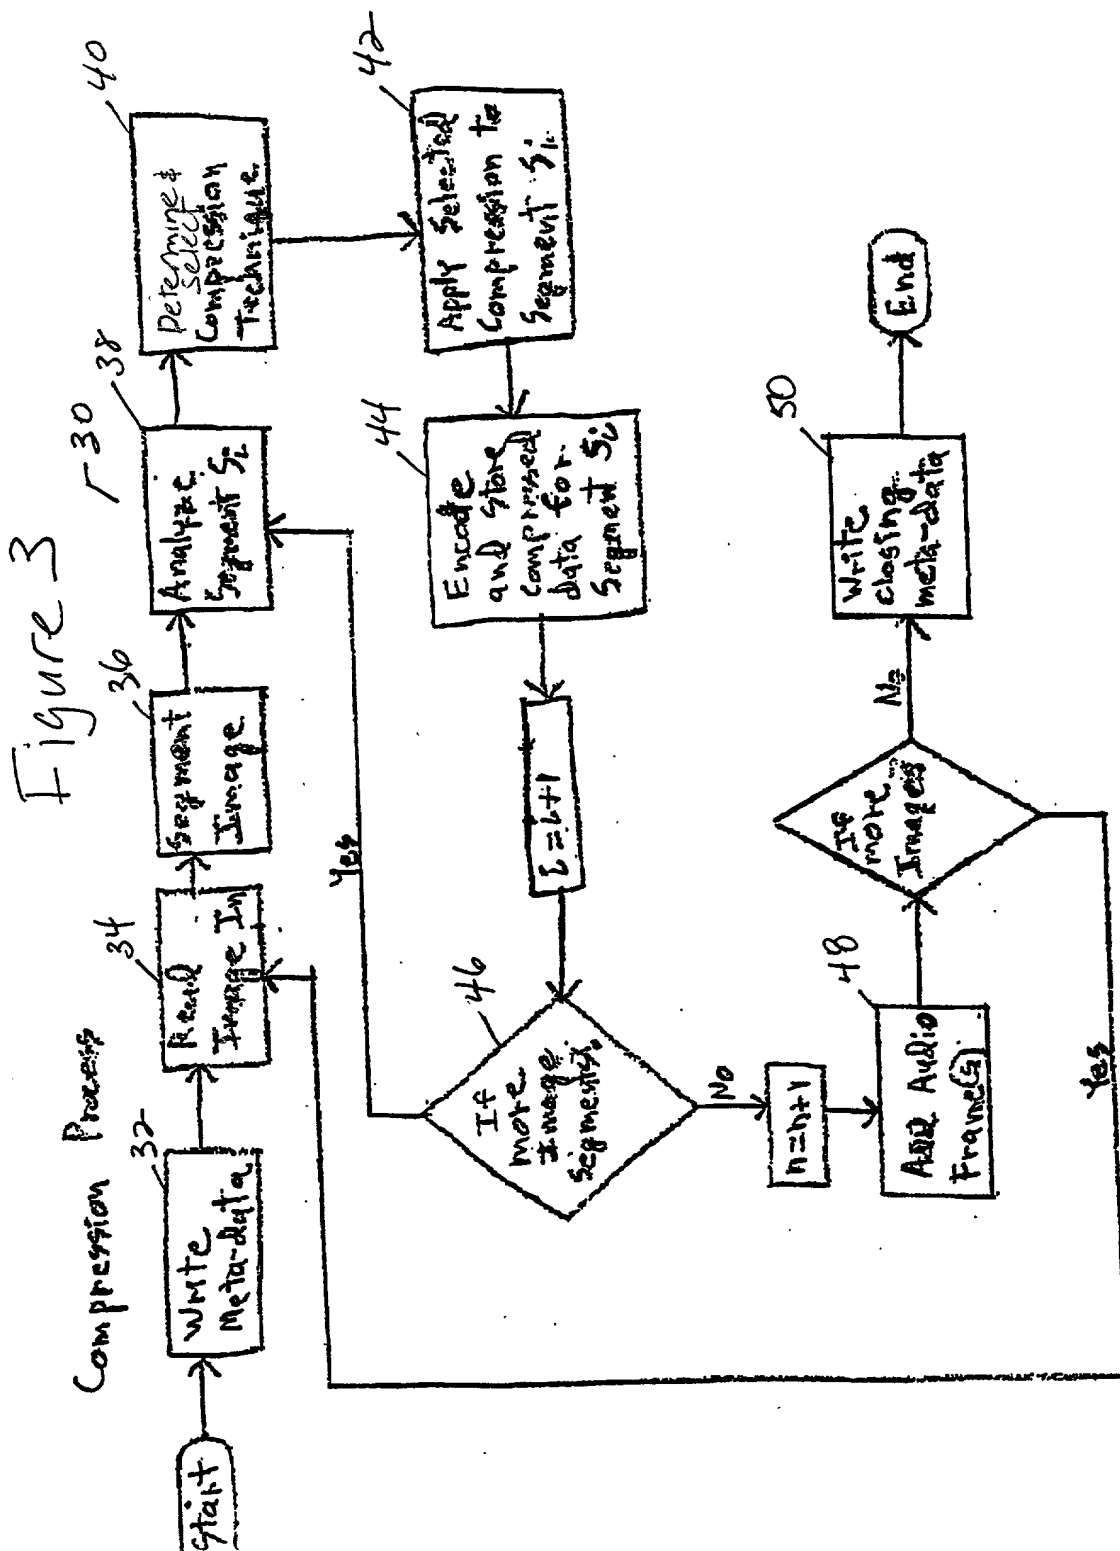 Figure 3
Compression Process
30
Start
32
Write
Meta-data
34
Read
Image In
36
Segment
Image
38
Analyze
Segment Si
40
Determine &
Select
Compression
Technique
42
Apply Selected
Compression to
Segment Si
44
Encode
and Store
compressed
data for
Segment Si
i=i+1
46
If
more
image
segments.
Yes
No
n=n+1
48
Add Audio
Frame(s)
If
more
Images
Yes
No
50
Write
closing
meta-data
End